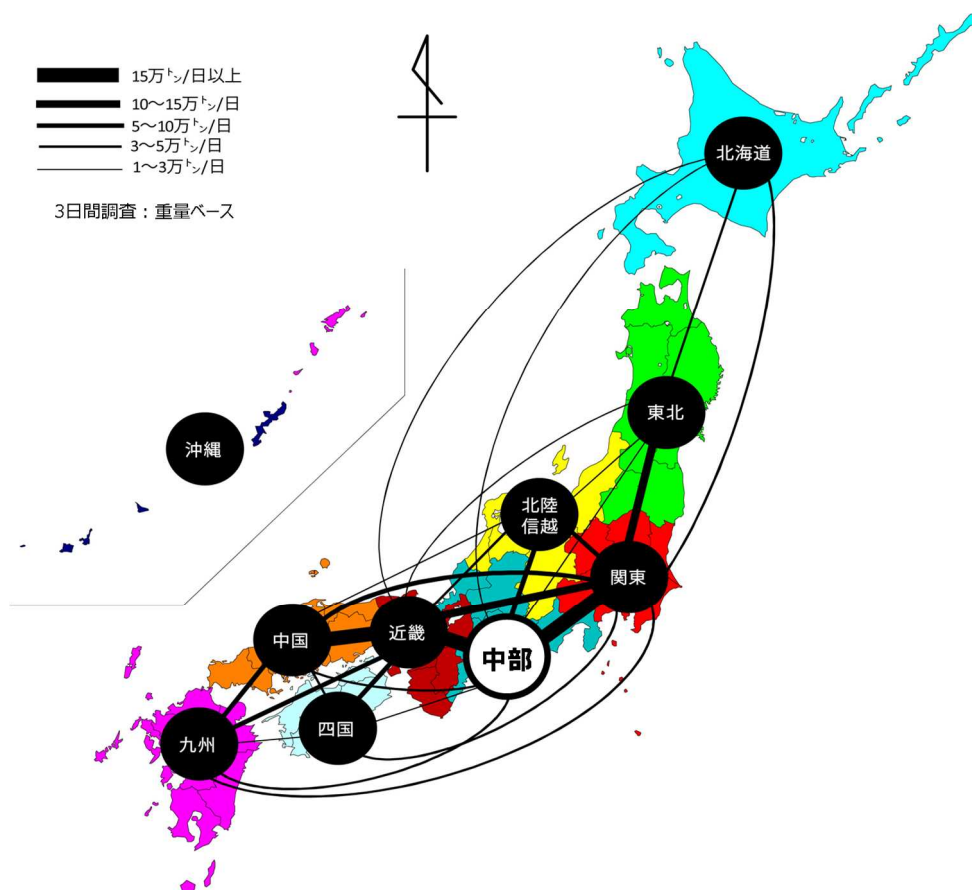 15万㌧/日以上
10～15万㌧/日
5～10万㌧/日
3～5万㌧/日
1～3万㌧/日
3日間調査：重量ベース
北海道
東北
沖縄
北陸
信越
関東
中国
近畿
中部
四国
九州